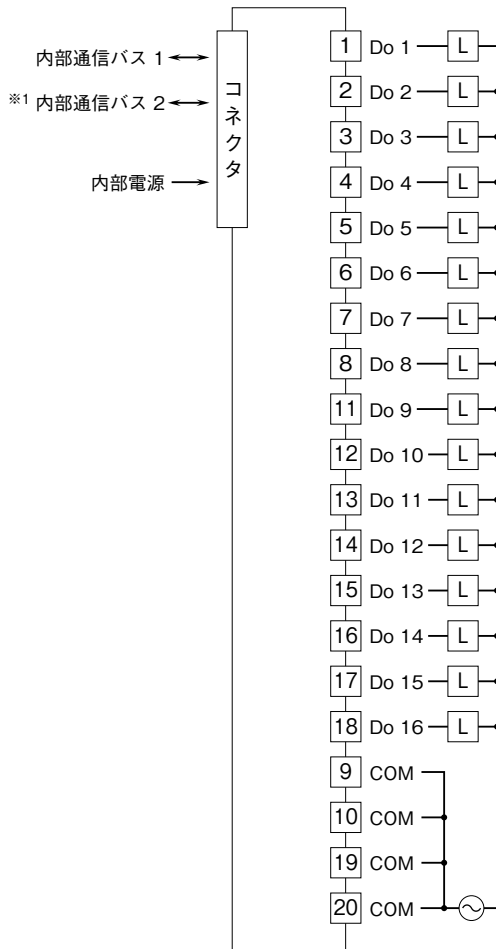 内部通信バス 1
※1 内部通信バス 2
内部電源
コネクタ
1 Do 1 L
2 Do 2 L
3 Do 3 L
4 Do 4 L
5 Do 5 L
6 Do 6 L
7 Do 7 L
8 Do 8 L
11 Do 9 L
12 Do 10 L
13 Do 11 L
14 Do 12 L
15 Do 13 L
16 Do 14 L
17 Do 15 L
18 Do 16 L
9 COM
10 COM
19 COM
20 COM